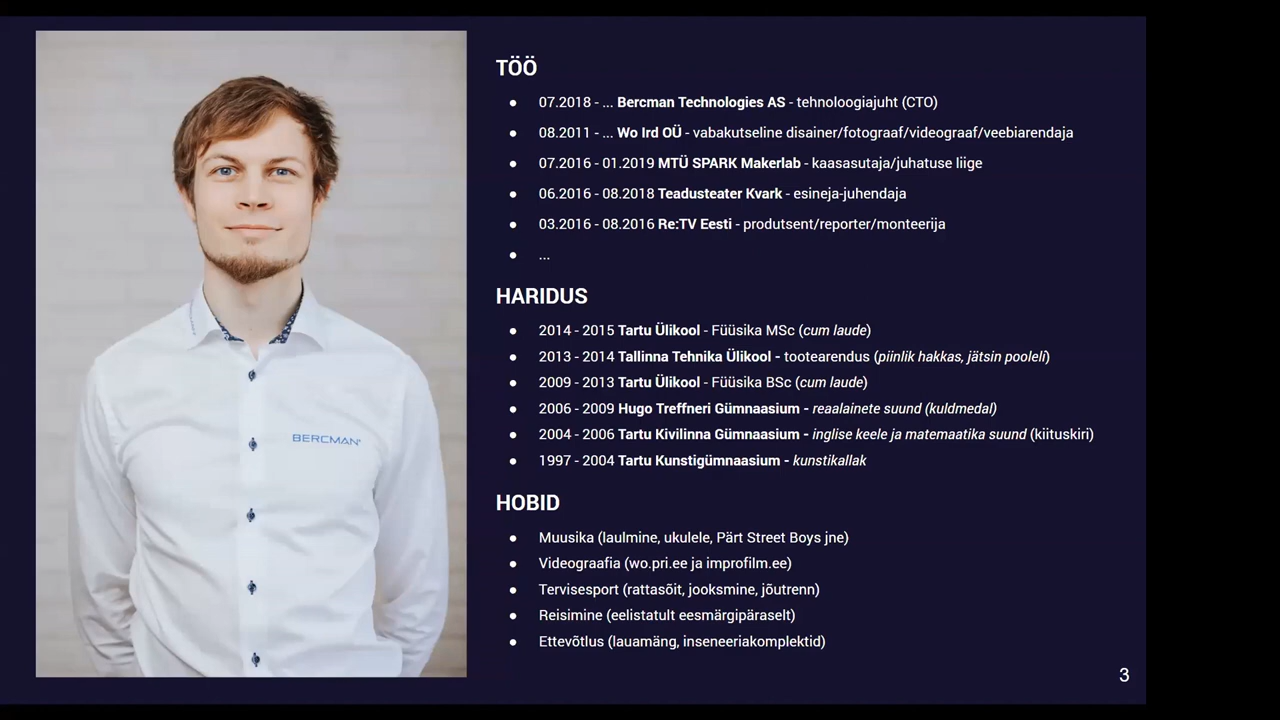 TÖÖ
07.2018 - ... Bercman Technologies AS - tehnoloogiajuht (CTO)
08.2011 - ... Wo Ird OÜ - vabakutseline disainer/fotograaf/videograaf/veebiarendaja
07.2016 - 01.2019 MTÜ SPARK Makerlab - kaasasutaja/juhatuse liige
06.2016 - 08.2018 Teadusteater Kvark - esineja-juhendaja
03.2016 - 08.2016 Re:TV Eesti - produtsent/reporter/monteerija
...
HARIDUS
2014 - 2015 Tartu Ülikool - Füüsika MSc (cum laude)
2013 - 2014 Tallinna Tehnika Ülikool - tootearendus (piinlik hakkas, jätsin pooleli)
2009 - 2013 Tartu Ülikool - Füüsika BSc (cum laude)
2006 - 2009 Hugo Treffneri Gümnaasium - reaalainete suund (kuldmedal)
2004 - 2006 Tartu Kivilinna Gümnaasium - inglise keele ja matemaatika suund (kiituskiri)
1997 - 2004 Tartu Kunstigümnaasium - kunstikallak
HOBID
Muusika (laulmine, ukulele, Pärt Street Boys jne)
Videograafia (wo.pri.ee ja improfilm.ee)
Tervisesport (rattasõit, jooksmine, jõutrenn)
Reisimine (eelistatult eesmärgipäraselt)
Ettevõtlus (lauamäng, inseneeriakomplektid)
BERCMAN
3